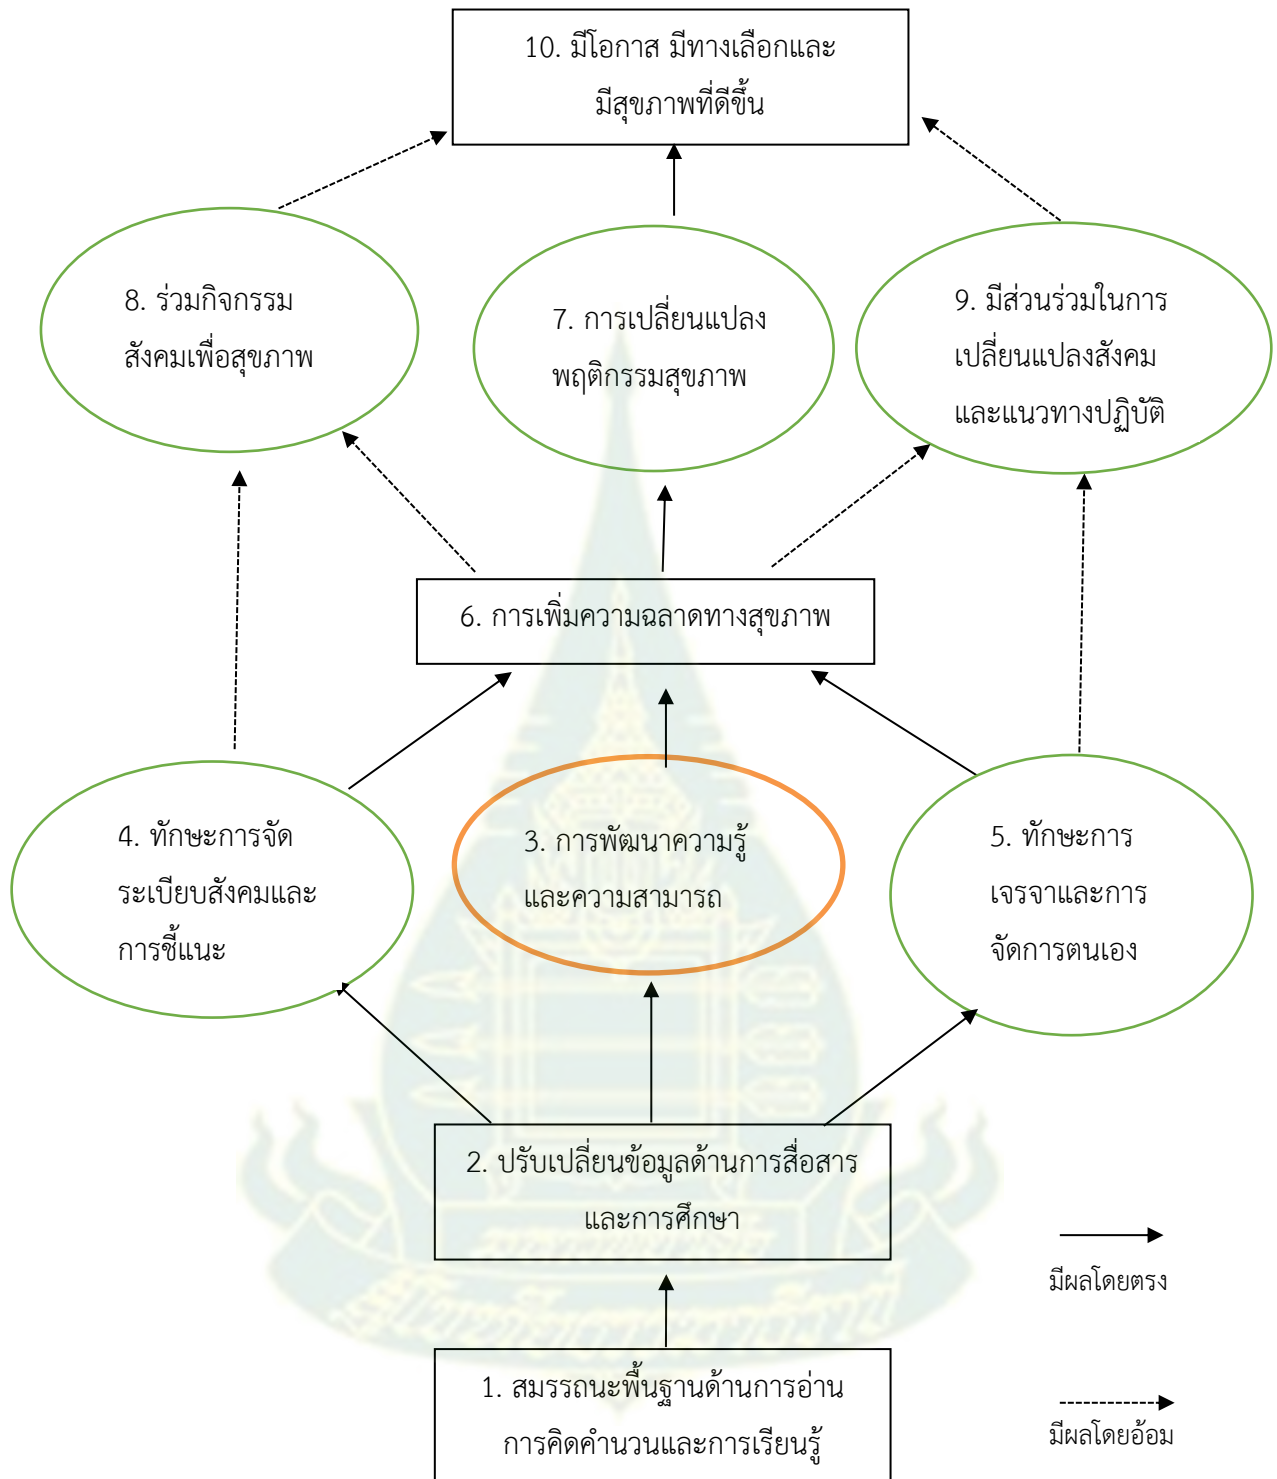 10. มีโอกาส มีทางเลือกและ
มีสุขภาพที่ดีขึ้น
8. ร่วมกิจกรรม
สังคมเพื่อสุขภาพ
7. การเปลี่ยนแปลง
พฤติกรรมสุขภาพ
9. มีส่วนร่วมในการ
เปลี่ยนแปลงสังคม
และแนวทางปฏิบัติ
6. การเพิ่มความฉลาดทางสุขภาพ
4. ทักษะการจัด
ระเบียบสังคมและ
การชี้แนะ
3. การพัฒนาความรู้
และความสามารถ
5. ทักษะการ
เจรจาและการ
จัดการตนเอง
2. ปรับเปลี่ยนข้อมูลด้านการสื่อสาร
และการศึกษา
มีผลโดยตรง
1. สมรรถนะพื้นฐานด้านการอ่าน
การคิดคำนวนและการเรียนรู้
มีผลโดยอ้อม